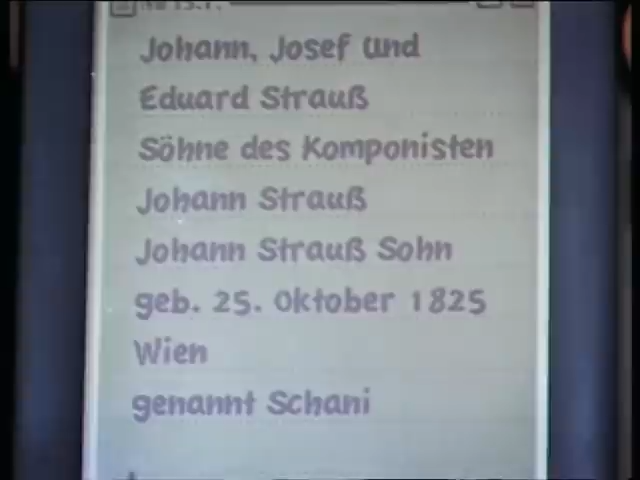 Johann, Josef und
Eduard Strauß
Söhne des Komponisten
Johann Strauß
Johann Strauß Sohn
geb. 25. Oktober 1825
Wien
genannt Schani